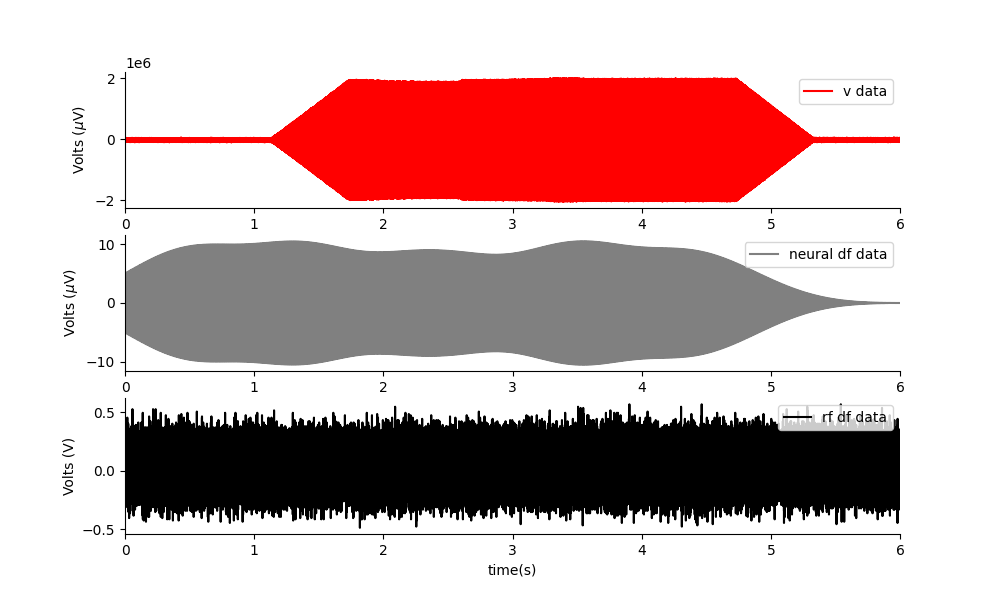 1e6
2
0
−2
Volts (μV)
v data
0 1 2 3 4 5 6
10
0
−10
Volts (μV)
neural df data
0 1 2 3 4 5 6
0.5
0.0
−0.5
Volts (V)
rf df data
0 1 2 3 4 5 6
time(s)